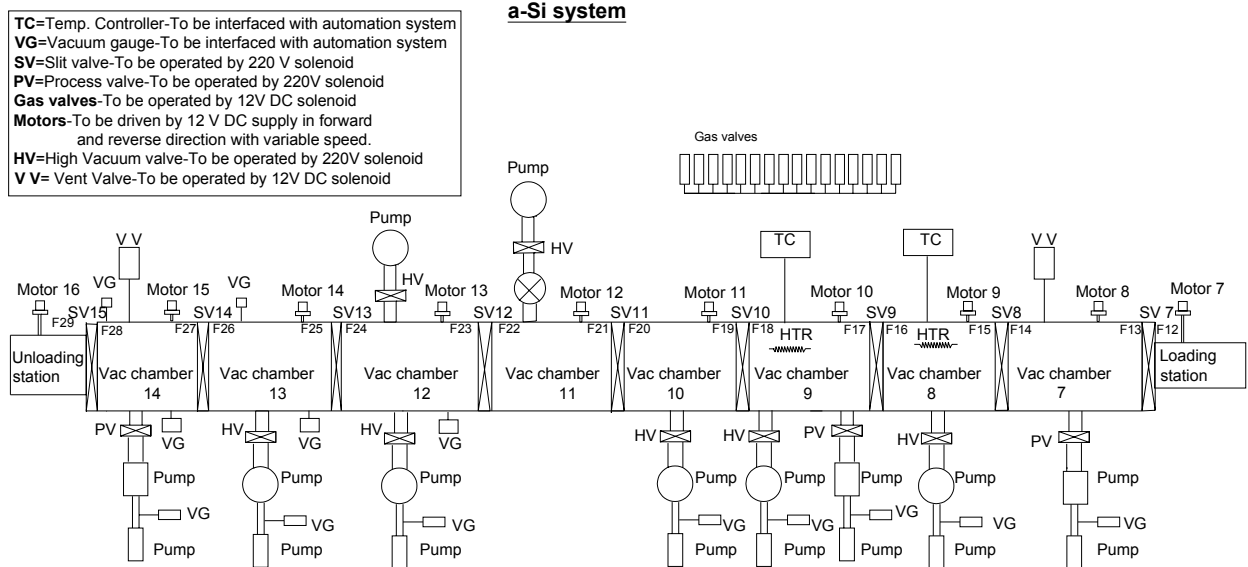 a-Si system
TC=Temp. Controller-To be interfaced with automation system
VG=Vacuum gauge-To be interfaced with automation system
SV=Slit valve-To be operated by 220 V solenoid
PV=Process valve-To be operated by 220V solenoid
Gas valves-To be operated by 12V DC solenoid
Motors-To be driven by 12 V DC supply in forward
and reverse direction with variable speed.
HV=High Vacuum valve-To be operated by 220V solenoid
V V= Vent Valve-To be operated by 12V DC solenoid
Gas valves
Pump
Pump
HV
HV
TC
TC
V V
V V
VG
VG
Motor 16
Motor 15
Motor 14
Motor 13
Motor 12
Motor 11
Motor 10
Motor 9
Motor 8
Motor 7
SV15
SV14
SV13
SV12
SV11
SV10
SV9
SV8
SV 7
F29
F28
F27
F26
F25
F24
F23
F22
F21
F20
F19
F18
F17
F16
F15
F14
F13
F12
HTR
HTR
Unloading
station
Vac chamber
14
Vac chamber
13
Vac chamber
12
Vac chamber
11
Vac chamber
10
Vac chamber
9
Vac chamber
8
Vac chamber
7
Loading
station
PV
VG
HV
VG
HV
VG
HV
HV
PV
HV
PV
Pump
Pump
Pump
Pump
Pump
Pump
Pump
Pump
VG
VG
VG
VG
VG
VG
VG
VG
Pump
Pump
Pump
Pump
Pump
Pump
Pump
Pump